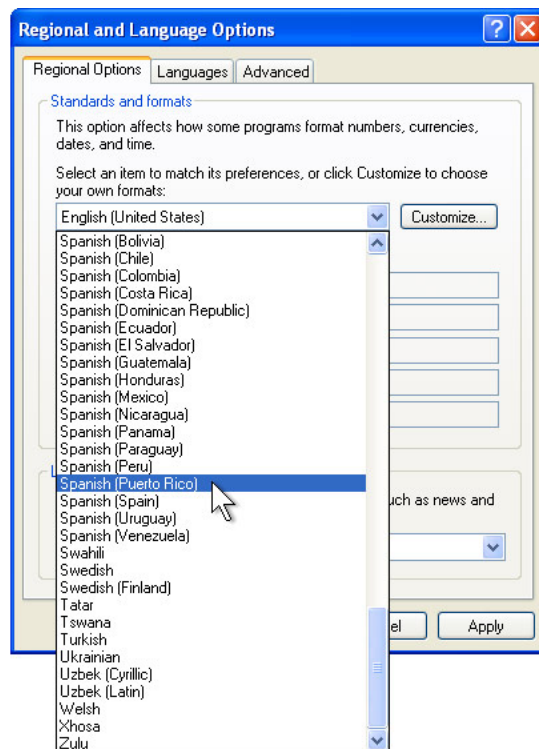 Regional and Language Options
Regional Options Languages Advanced
Standards and formats
This option affects how some programs format numbers, currencies,
dates, and time.
Select an item to match its preferences, or click Customize to choose
your own formats:
English (United States)
Customize...
Spanish (Bolivia)
Spanish (Chile)
Spanish (Colombia)
Spanish (Costa Rica)
Spanish (Dominican Republic)
Spanish (Ecuador)
Spanish (El Salvador)
Spanish (Guatemala)
Spanish (Honduras)
Spanish (Mexico)
Spanish (Nicaragua)
Spanish (Panama)
Spanish (Paraguay)
Spanish (Peru)
Spanish (Puerto Rico)
Spanish (Spain)
uch as news and
Spanish (Uruguay)
Spanish (Venezuela)
Swahili
Swedish
Swedish (Finland)
Tatar
Tswana
el Apply
Turkish
Ukrainian
Uzbek (Cyrillic)
Uzbek (Latin)
Welsh
Xhosa
Zulu